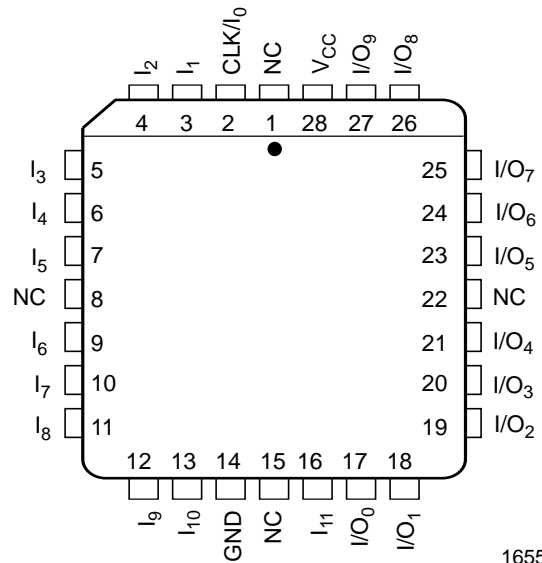 I2 I1 CLK/I0 NC VCC I/O9 I/O8
4 3 2 1 28 27 26
I3 5 25 I/O7
I4 6 24 I/O6
I5 7 23 I/O5
NC 8 22 NC
I6 9 21 I/O4
I7 10 20 I/O3
I8 11 19 I/O2
12 13 14 15 16 17 18
I9 I10 GND NC I11 I/O0 I/O1
1655